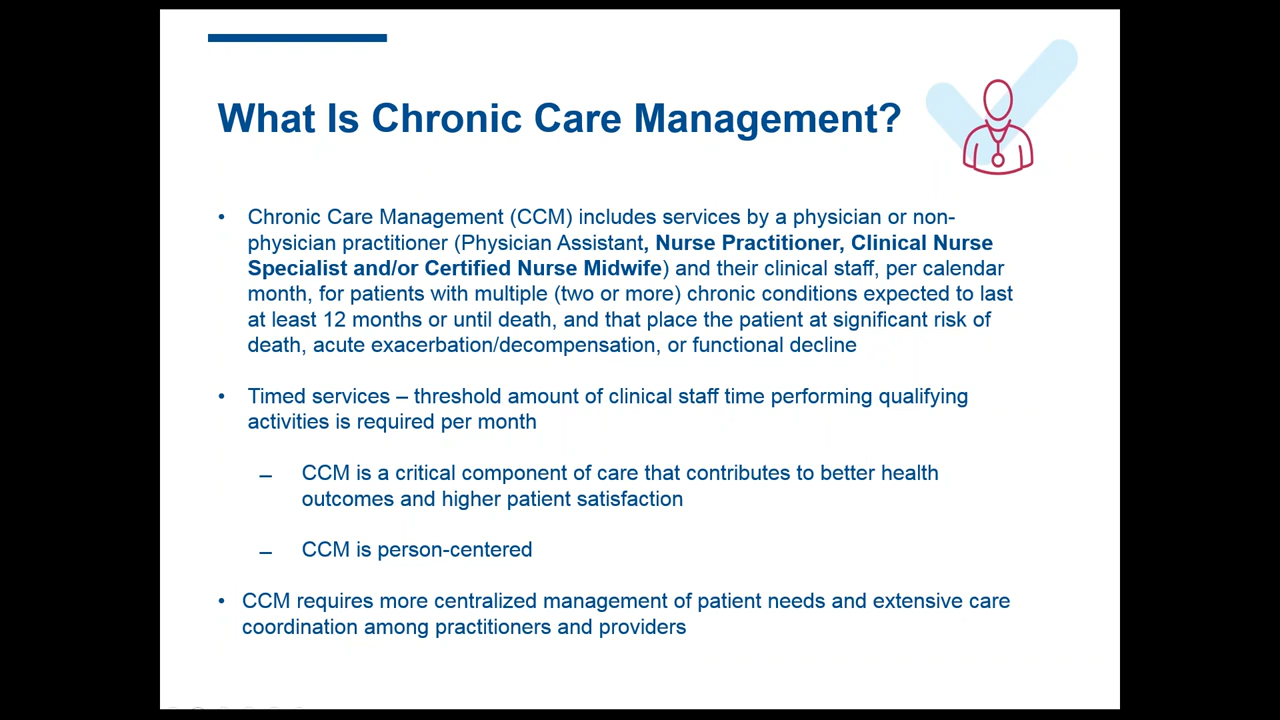 What Is Chronic Care Management?
• Chronic Care Management (CCM) includes services by a physician or non-
physician practitioner (Physician Assistant, Nurse Practitioner, Clinical Nurse
Specialist and/or Certified Nurse Midwife) and their clinical staff, per calendar
month, for patients with multiple (two or more) chronic conditions expected to last
at least 12 months or until death, and that place the patient at significant risk of
death, acute exacerbation/decompensation, or functional decline
• Timed services – threshold amount of clinical staff time performing qualifying
activities is required per month
– CCM is a critical component of care that contributes to better health
outcomes and higher patient satisfaction
– CCM is person-centered
• CCM requires more centralized management of patient needs and extensive care
coordination among practitioners and providers